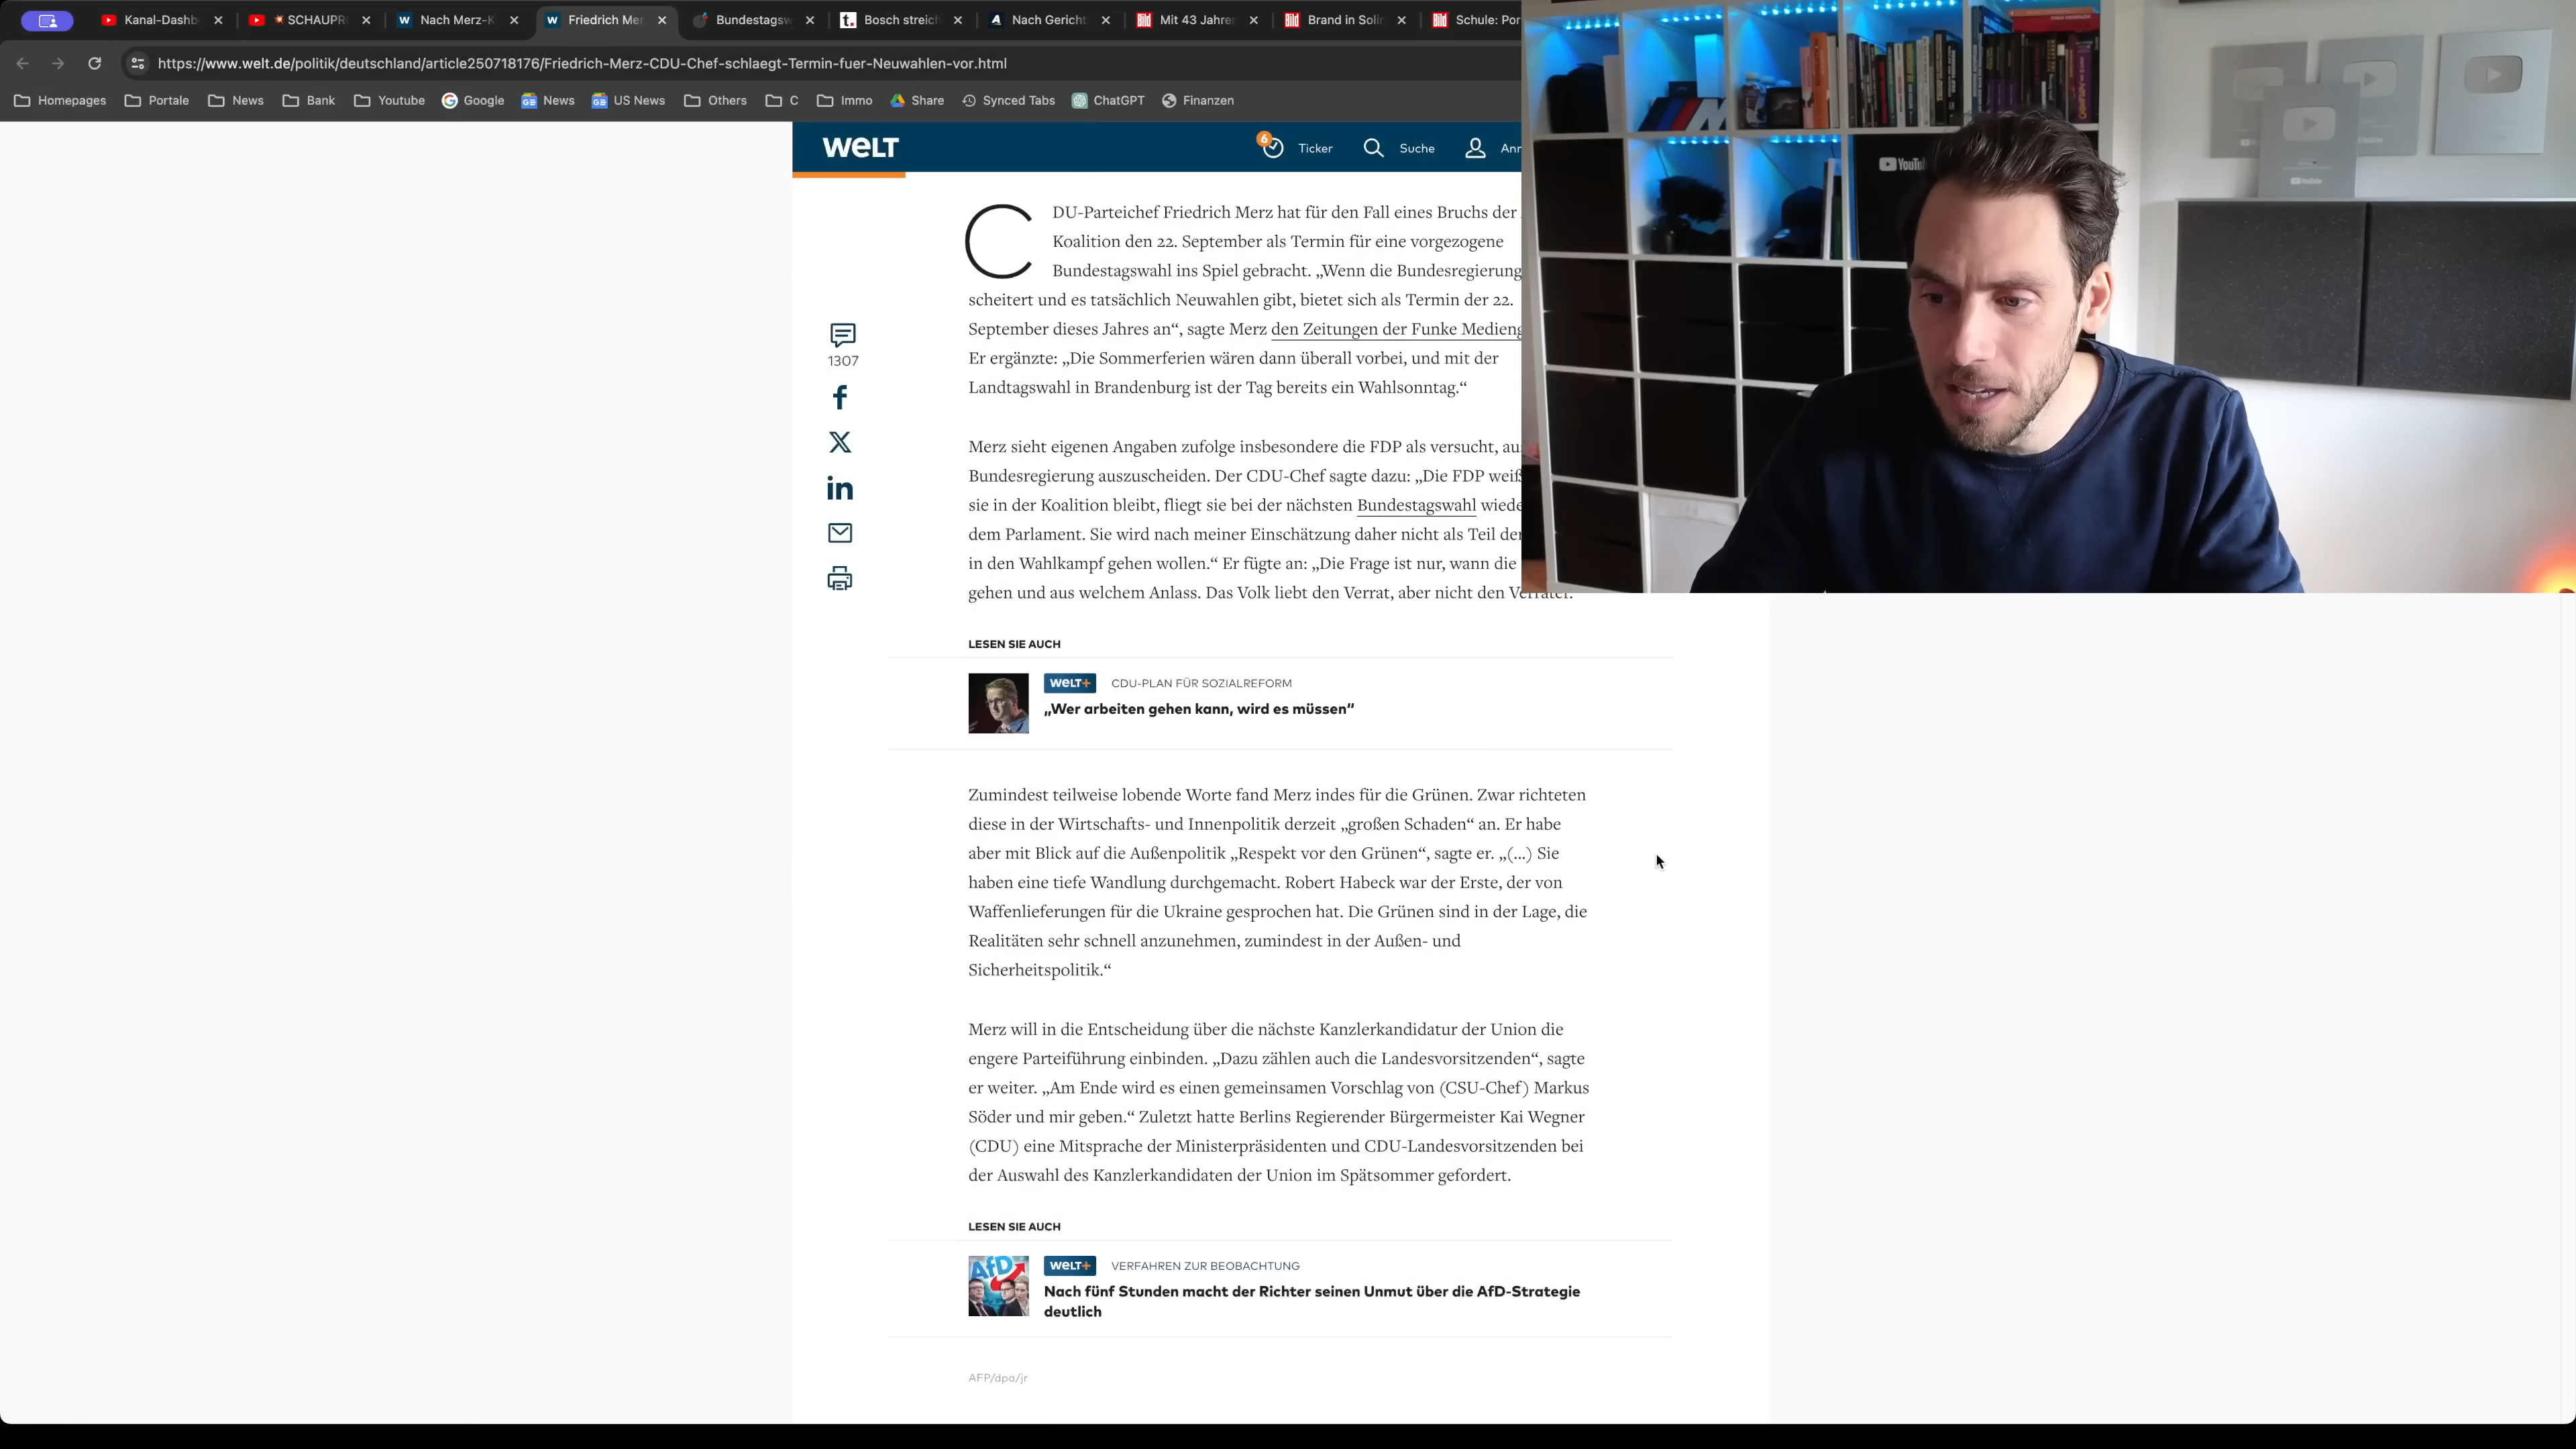 Kanal-Dashb
SCHAUPR
Nach Merz-K
Friedrich Mer
Bundestagsw
Bosch streich
Nach Gericht
Mit 43 Jahren
Brand in Solin
Schule: Por
https://www.welt.de/politik/deutschland/article250718176/Friedrich-Merz-CDU-Chef-schlaegt-Termin-fuer-Neuwahlen-vor.html
Homepages
Portale
News
Bank
Youtube
Google
News
US News
Others
C
Immo
Share
Synced Tabs
ChatGPT
Finanzen
WELT
6
Ticker
Suche
CDU-Parteichef Friedrich Merz hat für den Fall eines Bruchs der
Koalition den 22. September als Termin für eine vorgezogene
Bundestagswahl ins Spiel gebracht. „Wenn die Bundesregierung
scheitert und es tatsächlich Neuwahlen gibt, bietet sich als Termin der 22.
September dieses Jahres an“, sagte Merz den Zeitungen der Funke Medieng
Er ergänzte: „Die Sommerferien wären dann überall vorbei, und mit der
Landtagswahl in Brandenburg ist der Tag bereits ein Wahlsonntag.“
1307
Merz sieht eigenen Angaben zufolge insbesondere die FDP als versucht, au
Bundesregierung auszuscheiden. Der CDU-Chef sagte dazu: „Die FDP weiß
sie in der Koalition bleibt, fliegt sie bei der nächsten Bundestagswahl wiede
dem Parlament. Sie wird nach meiner Einschätzung daher nicht als Teil der
in den Wahlkampf gehen wollen.“ Er fügte an: „Die Frage ist nur, wann die
gehen und aus welchem Anlass. Das Volk liebt den Verrat, aber nicht den Verräter.
LESEN SIE AUCH
WELT+ CDU-PLAN FÜR SOZIALREFORM
„Wer arbeiten gehen kann, wird es müssen“
Zumindest teilweise lobende Worte fand Merz indes für die Grünen. Zwar richteten
diese in der Wirtschafts- und Innenpolitik derzeit „großen Schaden“ an. Er habe
aber mit Blick auf die Außenpolitik „Respekt vor den Grünen“, sagte er. „(...) Sie
haben eine tiefe Wandlung durchgemacht. Robert Habeck war der Erste, der von
Waffenlieferungen für die Ukraine gesprochen hat. Die Grünen sind in der Lage, die
Realitäten sehr schnell anzunehmen, zumindest in der Außen- und
Sicherheitspolitik.“
Merz will in die Entscheidung über die nächste Kanzlerkandidatur der Union die
engere Parteiführung einbinden. „Dazu zählen auch die Landesvorsitzenden“, sagte
er weiter. „Am Ende wird es einen gemeinsamen Vorschlag von (CSU-Chef) Markus
Söder und mir geben.“ Zuletzt hatte Berlins Regierender Bürgermeister Kai Wegner
(CDU) eine Mitsprache der Ministerpräsidenten und CDU-Landesvorsitzenden bei
der Auswahl des Kanzlerkandidaten der Union im Spätsommer gefordert.
LESEN SIE AUCH
AfD
WELT+ VERFAHREN ZUR BEOBACHTUNG
Nach fünf Stunden macht der Richter seinen Unmut über die AfD-Strategie
deutlich
AFP/dpa/jr
YouTu